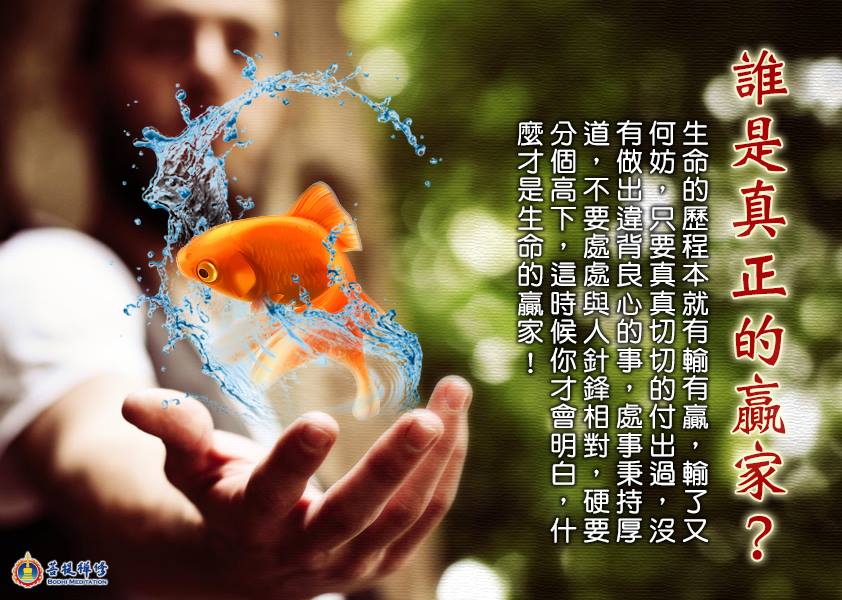 誰是真正的贏家？
生命的歷程本就有輸有贏，輸了又
何妨，只要真真切切的付出過，沒
有做出違背良心的事，處事秉持厚
道，不要處處與人針鋒相對，硬要
分個高下，這時候你才會明白，什
麼才是生命的贏家！
菩提禪修
BODHI MEDITATION